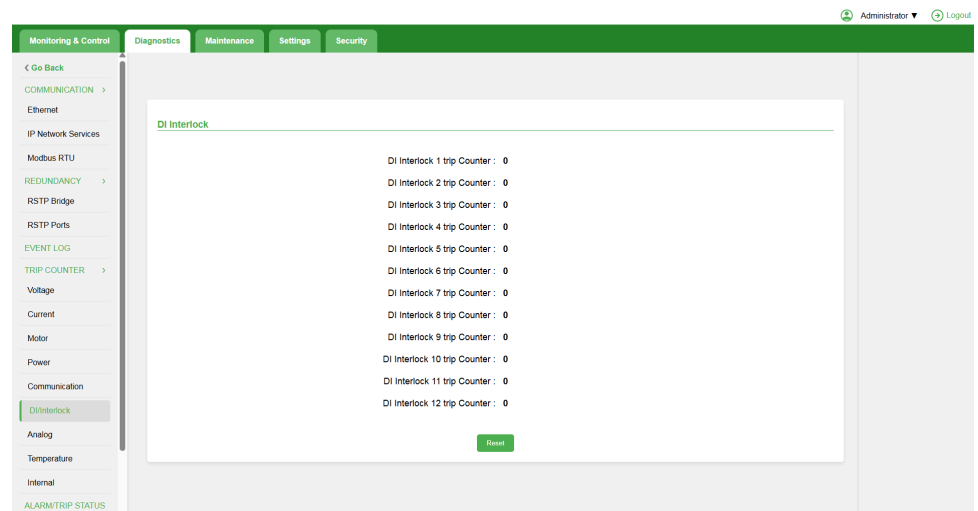 Administrator ▼ Logout
Monitoring & Control Diagnostics Maintenance Settings Security
Go Back
COMMUNICATION
Ethernet
IP Network Services
Modbus RTU
REDUNDANCY
RSTP Bridge
RSTP Ports
EVENT LOG
TRIP COUNTER
Voltage
Current
Motor
Power
Communication
DI/Interlock
Analog
Temperature
Internal
ALARM/TRIP STATUS
DI Interlock
DI Interlock 1 trip Counter : 0
DI Interlock 2 trip Counter : 0
DI Interlock 3 trip Counter : 0
DI Interlock 4 trip Counter : 0
DI Interlock 5 trip Counter : 0
DI Interlock 6 trip Counter : 0
DI Interlock 7 trip Counter : 0
DI Interlock 8 trip Counter : 0
DI Interlock 9 trip Counter : 0
DI Interlock 10 trip Counter : 0
DI Interlock 11 trip Counter : 0
DI Interlock 12 trip Counter : 0
Reset